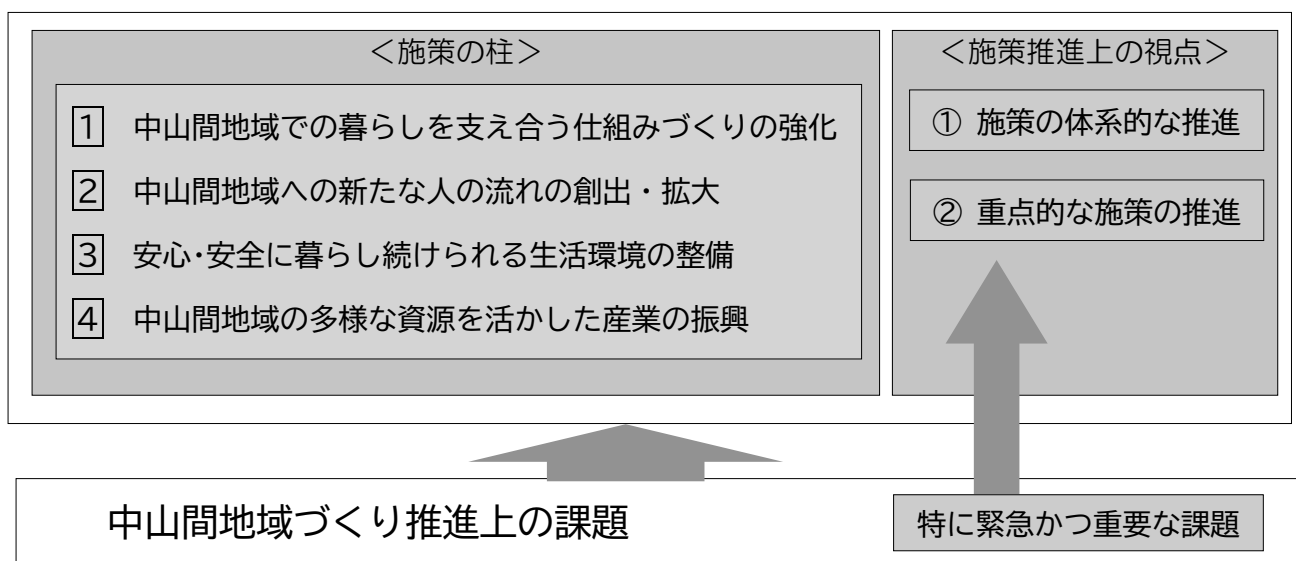 ＜施策の柱＞
1 中山間地域での暮らしを支え合う仕組みづくりの強化
2 中山間地域への新たな人の流れの創出・拡大
3 安心・安全に暮らし続けられる生活環境の整備
4 中山間地域の多様な資源を活かした産業の振興
＜施策推進上の視点＞
① 施策の体系的な推進
② 重点的な施策の推進
中山間地域づくり推進上の課題
特に緊急かつ重要な課題